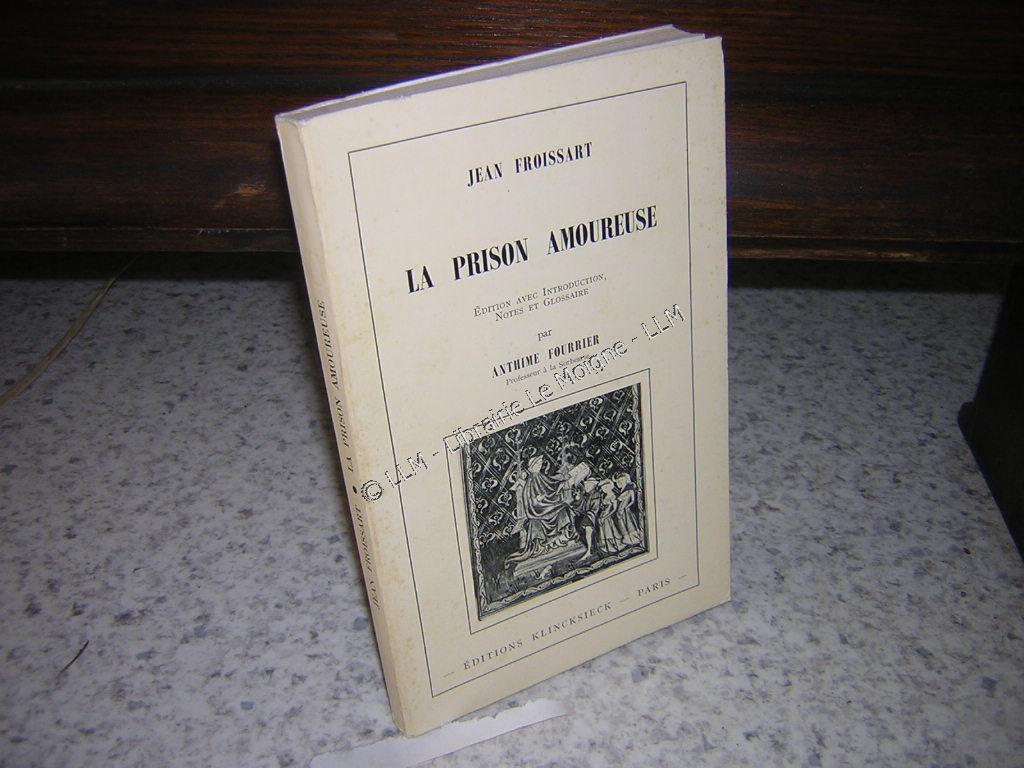 JEAN FROISSART
LA PRISON AMOUREUSE
ÉDITION AVEC INTRODUCTION,
NOTES ET GLOSSAIRE
par
ANTHIME FOURRIER
Professeur à la Sorbonne
© LLM - Librairie Le Moigne - LLM
— ÉDITIONS KLINCKSIECK — PARIS —
JEAN FROISSART • LA PRISON AMOUREUSE